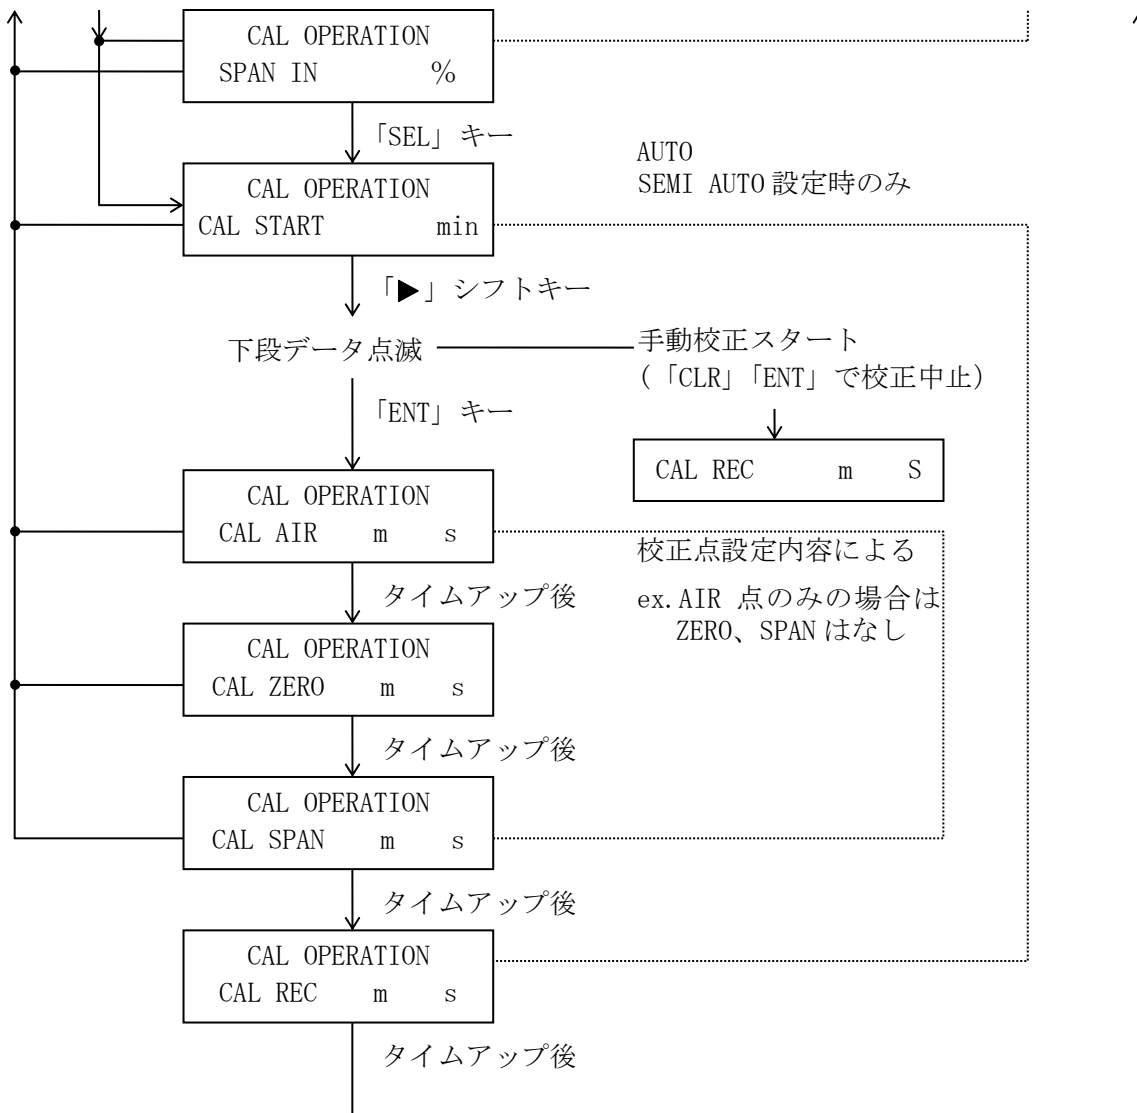 CAL OPERATION
SPAN IN %
「SEL」キー
AUTO
SEMI AUTO 設定時のみ
CAL OPERATION
CAL START min
「▶」シフトキー
下段データ点滅
手動校正スタート
(「CLR」「ENT」で校正中止)
「ENT」キー
CAL REC m S
CAL OPERATION
CAL AIR m s
校正点設定内容による
タイムアップ後
ex.AIR 点のみの場合は
ZERO、SPAN はなし
CAL OPERATION
CAL ZERO m s
タイムアップ後
CAL OPERATION
CAL SPAN m s
タイムアップ後
CAL OPERATION
CAL REC m s
タイムアップ後